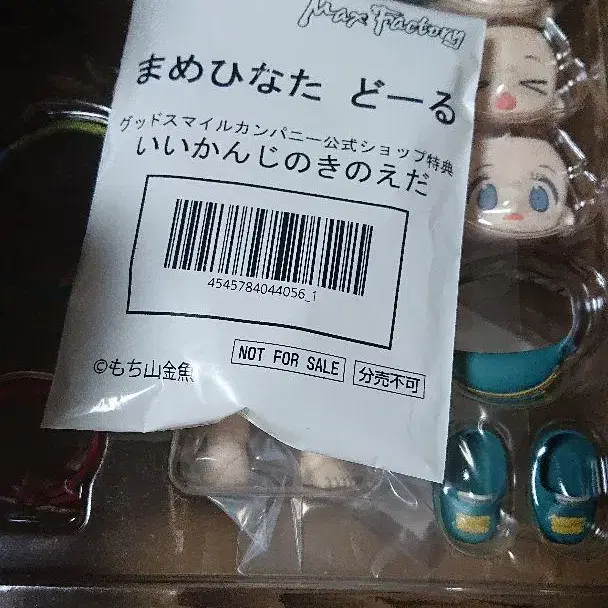 Max Factory
まめひなた どーる
グッドスマイルカンパニー公式ショップ特典
いいかんじのきのえだ
4545784044056_1
NOT FOR SALE
分売不可
©もち山金魚